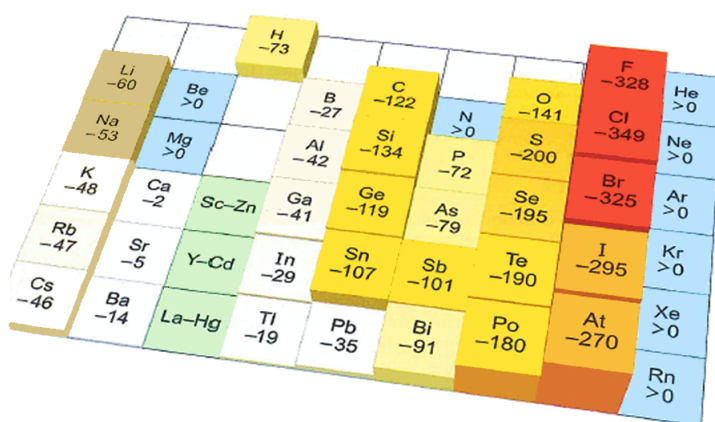 H
–73
Li
–60
Be
>0
B
–27
C
–122
N
>0
O
–141
F
–328
He
>0
Na
–53
Mg
>0
Al
–42
Si
–134
P
–72
S
–200
Cl
–349
Ne
>0
K
–48
Ca
–2
Sc–Zn
Ga
–41
Ge
–119
As
–79
Se
–195
Br
–325
Ar
>0
Rb
–47
Sr
–5
Y–Cd
In
–29
Sn
–107
Sb
–101
Te
–190
I
–295
Kr
>0
Cs
–46
Ba
–14
La–Hg
Tl
–19
Pb
–35
Bi
–91
Po
–180
At
–270
Xe
>0
Rn
>0